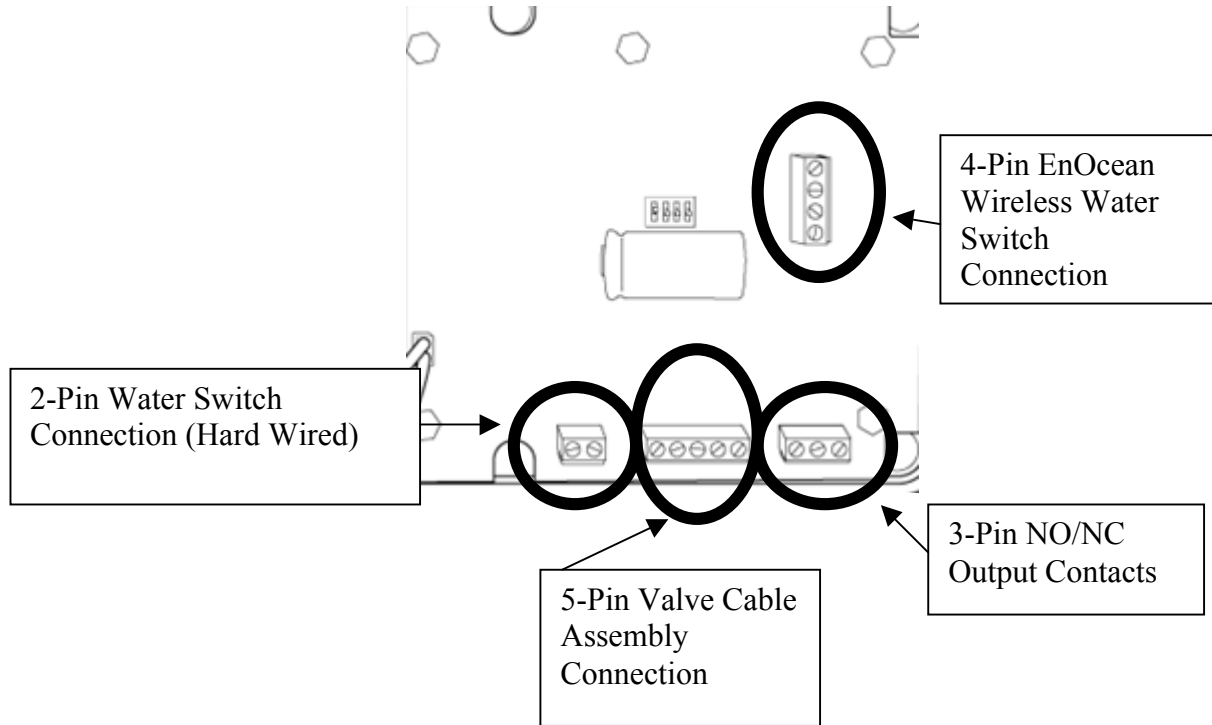 4-Pin EnOcean
Wireless Water
Switch
Connection
2-Pin Water Switch
Connection (Hard Wired)
3-Pin NO/NC
Output Contacts
5-Pin Valve Cable
Assembly
Connection